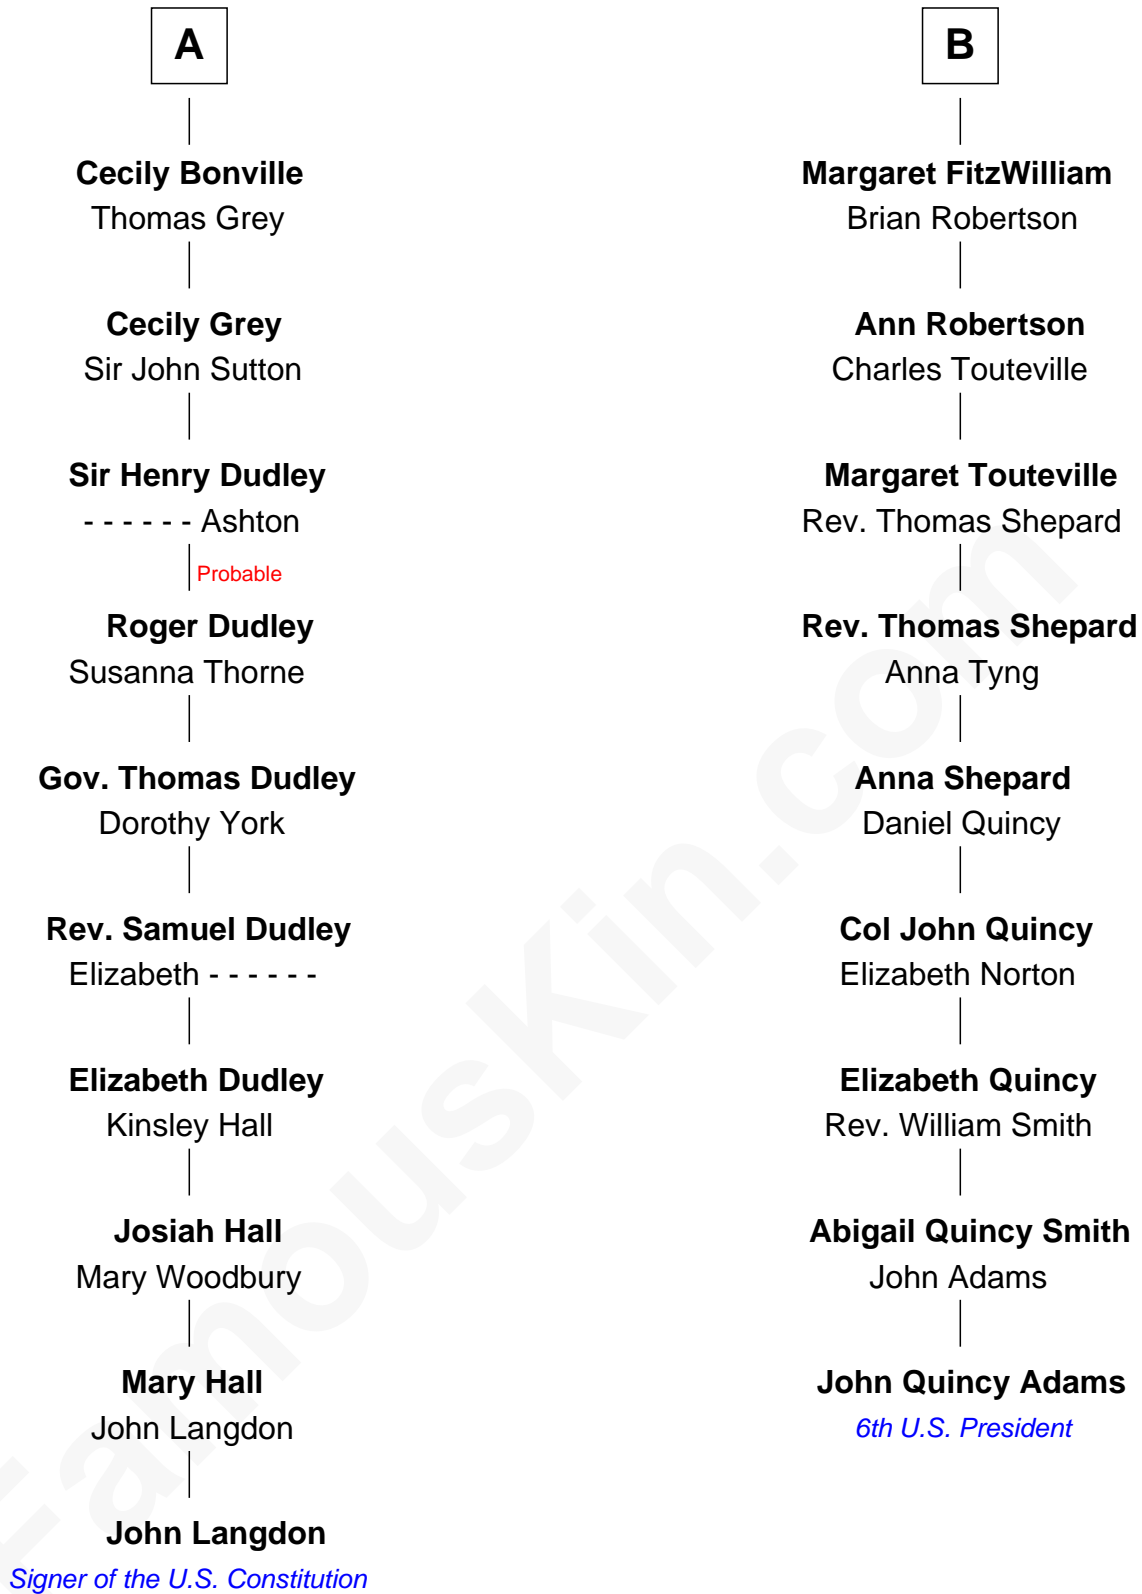 A
Cecily Bonville
Thomas Grey
Cecily Grey
Sir John Sutton
Sir Henry Dudley
- - - - - - Ashton
Probable
Roger Dudley
Susanna Thorne
Gov. Thomas Dudley
Dorothy York
Rev. Samuel Dudley
Elizabeth - - - - - -
Elizabeth Dudley
Kinsley Hall
Josiah Hall
Mary Woodbury
Mary Hall
John Langdon
John Langdon
Signer of the U.S. Constitution
B
Margaret FitzWilliam
Brian Robertson
Ann Robertson
Charles Touteville
Margaret Touteville
Rev. Thomas Shepard
Rev. Thomas Shepard
Anna Tyng
Anna Shepard
Daniel Quincy
Col John Quincy
Elizabeth Norton
Elizabeth Quincy
Rev. William Smith
Abigail Quincy Smith
John Adams
John Quincy Adams
6th U.S. President
FamousKin.com